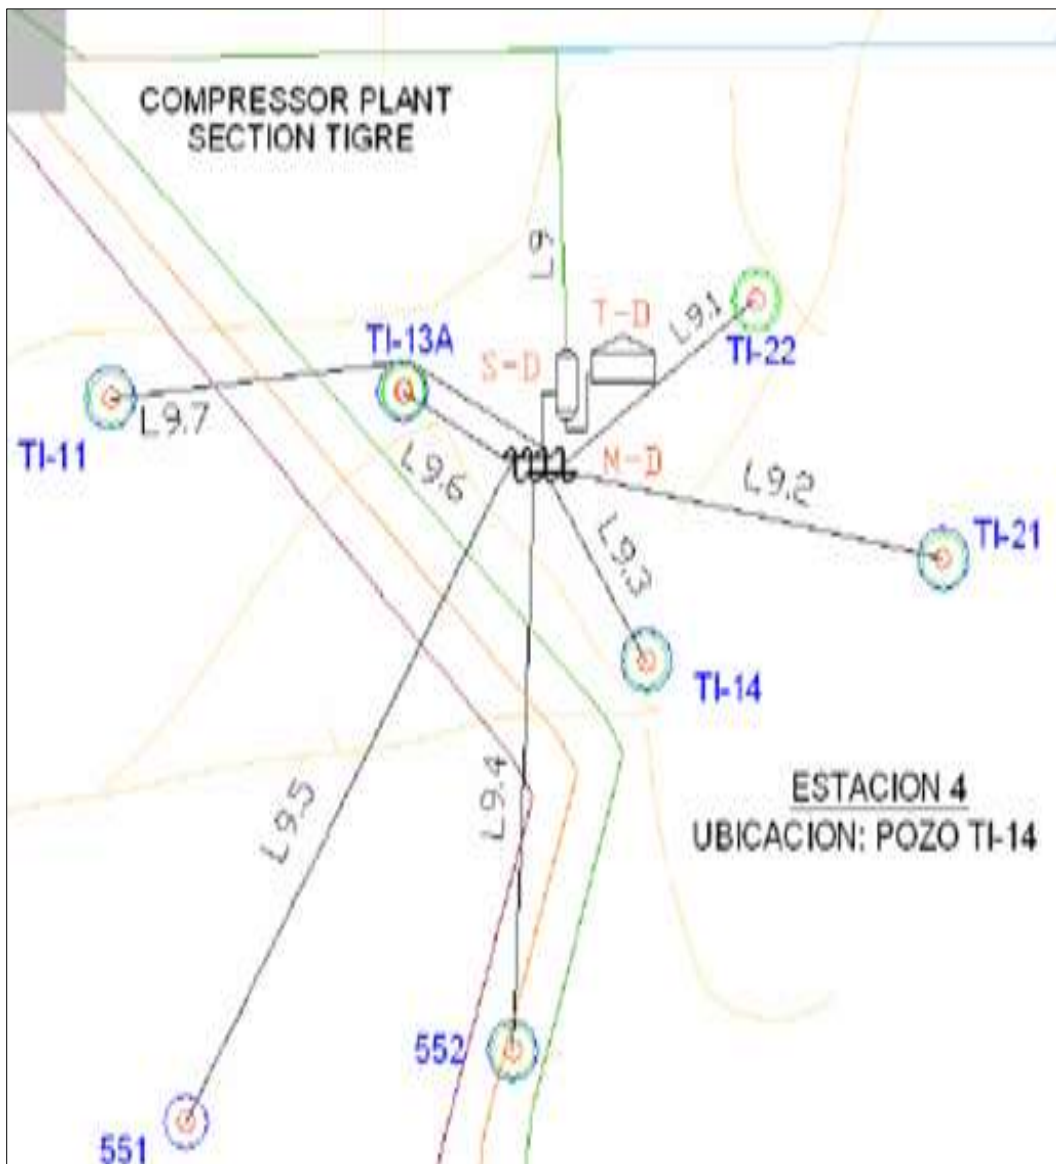 COMPRESSOR PLANT
SECTION TIGRE
L9
L9.1
T-D
TI-13A
S-D
TI-22
L9.7
TI-11
L9.6
M-D
L9.2
TI-21
L9.3
TI-14
L9.5
L9.4
ESTACION 4
UBICACION: POZO TI-14
552
551